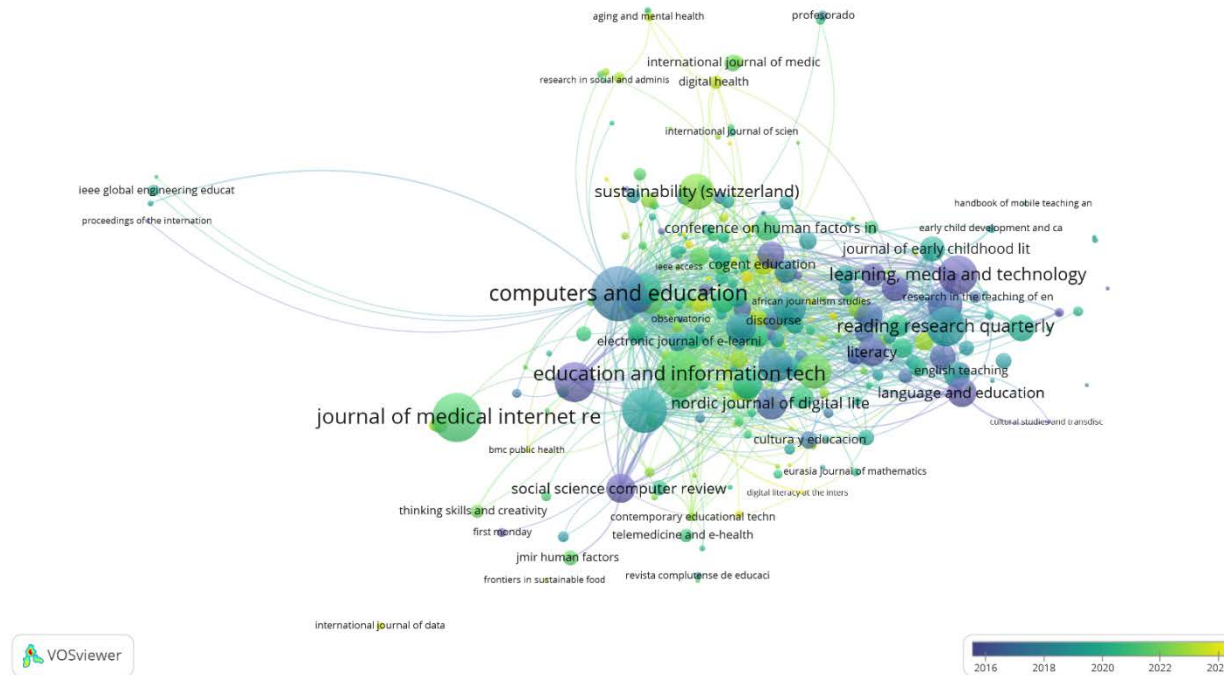 aging and mental health
profesorado
international journal of medic
research in social and adminis
digital health
international journal of scien
ieee global engineering educat
sustainability (switzerland)
handbook of mobile teaching an
proceedings of the internation
conference on human factors in
early child development and ca
journal of early childhood lit
ieee access
cogent education
learning, media and technology
computers and education
african journalism studies
research in the teaching of en
observatorio
discourse
reading research quarterly
electronic journal of e-learni
literacy
education and information tech
english teaching
language and education
nordic journal of digital lite
journal of medical internet re
cultural studies and transdisc
cultura y educacion
bmc public health
eurasia journal of mathematics
social science computer review
digital literacy at the inters
thinking skills and creativity
contemporary educational techn
first monday
telemedicine and e-health
jmir human factors
frontiers in sustainable food
revista complutense de educaci
international journal of data
VOSviewer
2016 2018 2020 2022 202